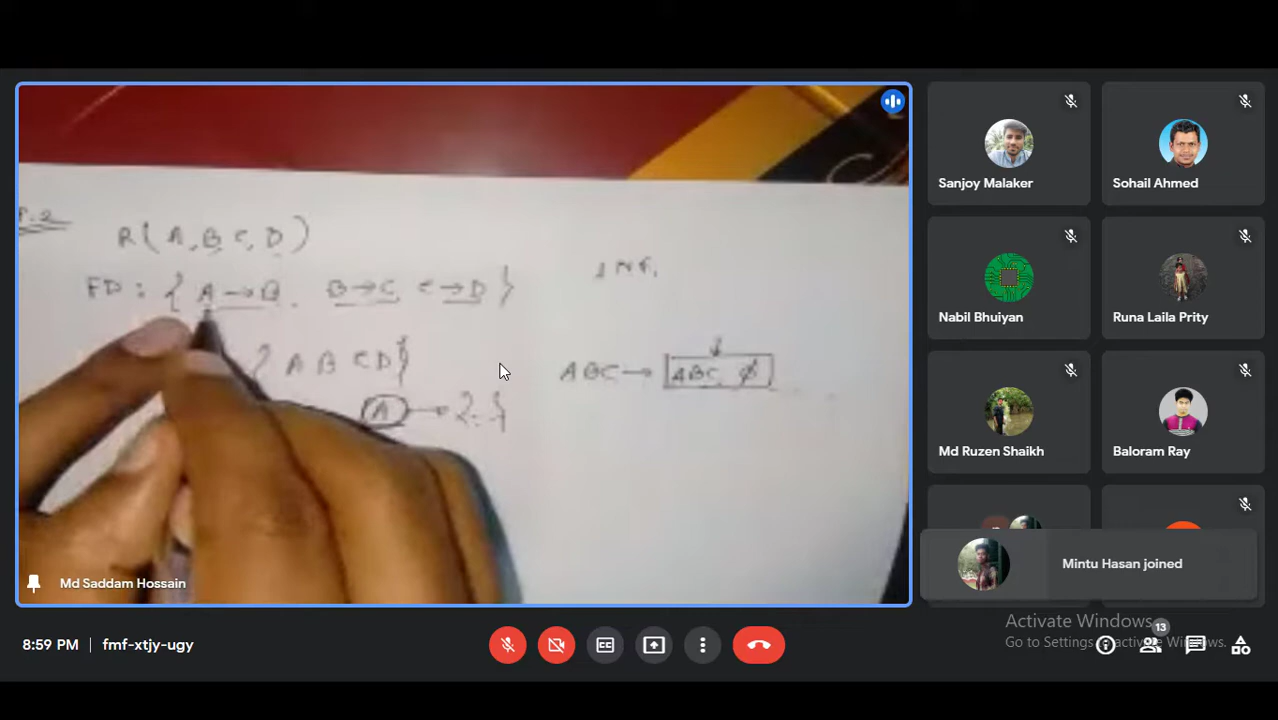 P.2
R(A, B, C, D)
FD : { A → B, B → C, C → D }
1NF.
{ A B C D }
ABC → ABC
A → { }
Md Saddam Hossain
Sanjoy Malaker
Sohail Ahmed
Nabil Bhuiyan
Runa Laila Prity
Md Ruzen Shaikh
Baloram Ray
Mintu Hasan joined
Activate Windows
Go to Settings to activate Windows.
8:59 PM | fmf-xtjy-ugy
13